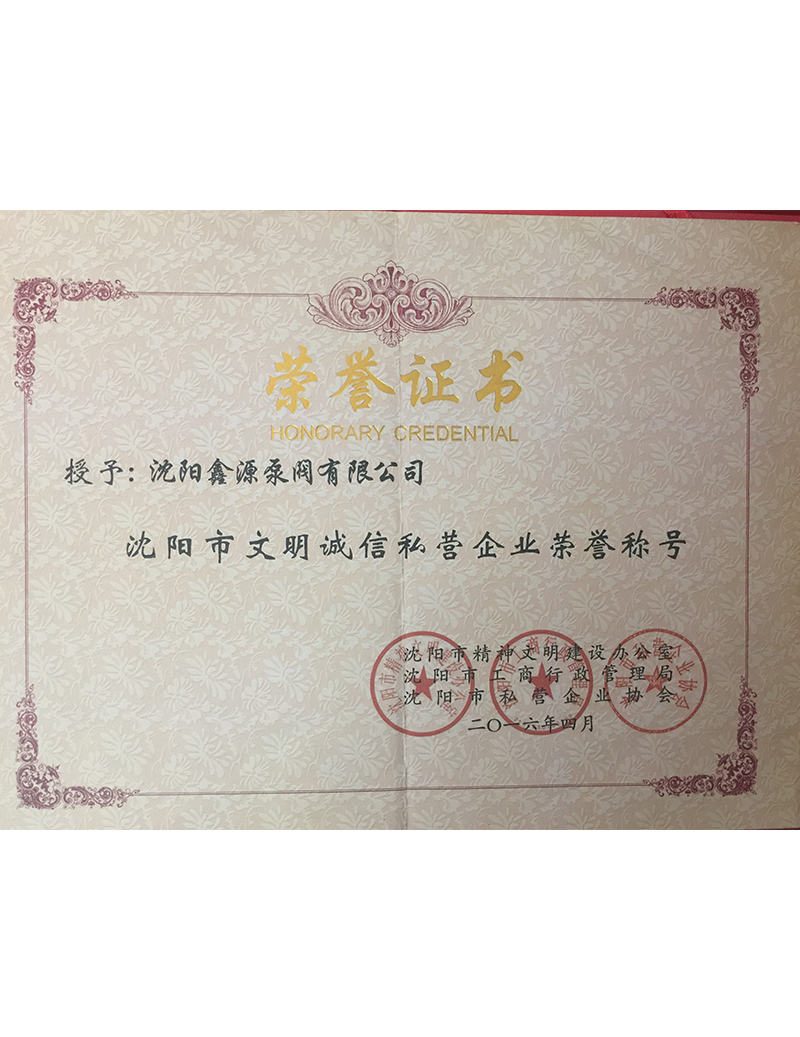 荣誉证书
HONORARY CREDENTIAL
授予：沈阳鑫源泵阀有限公司
沈阳市文明诚信私营企业荣誉称号
沈阳市精神文明建设办公室
沈阳市工商行政管理局
沈阳市私营企业协会
二〇一六年四月